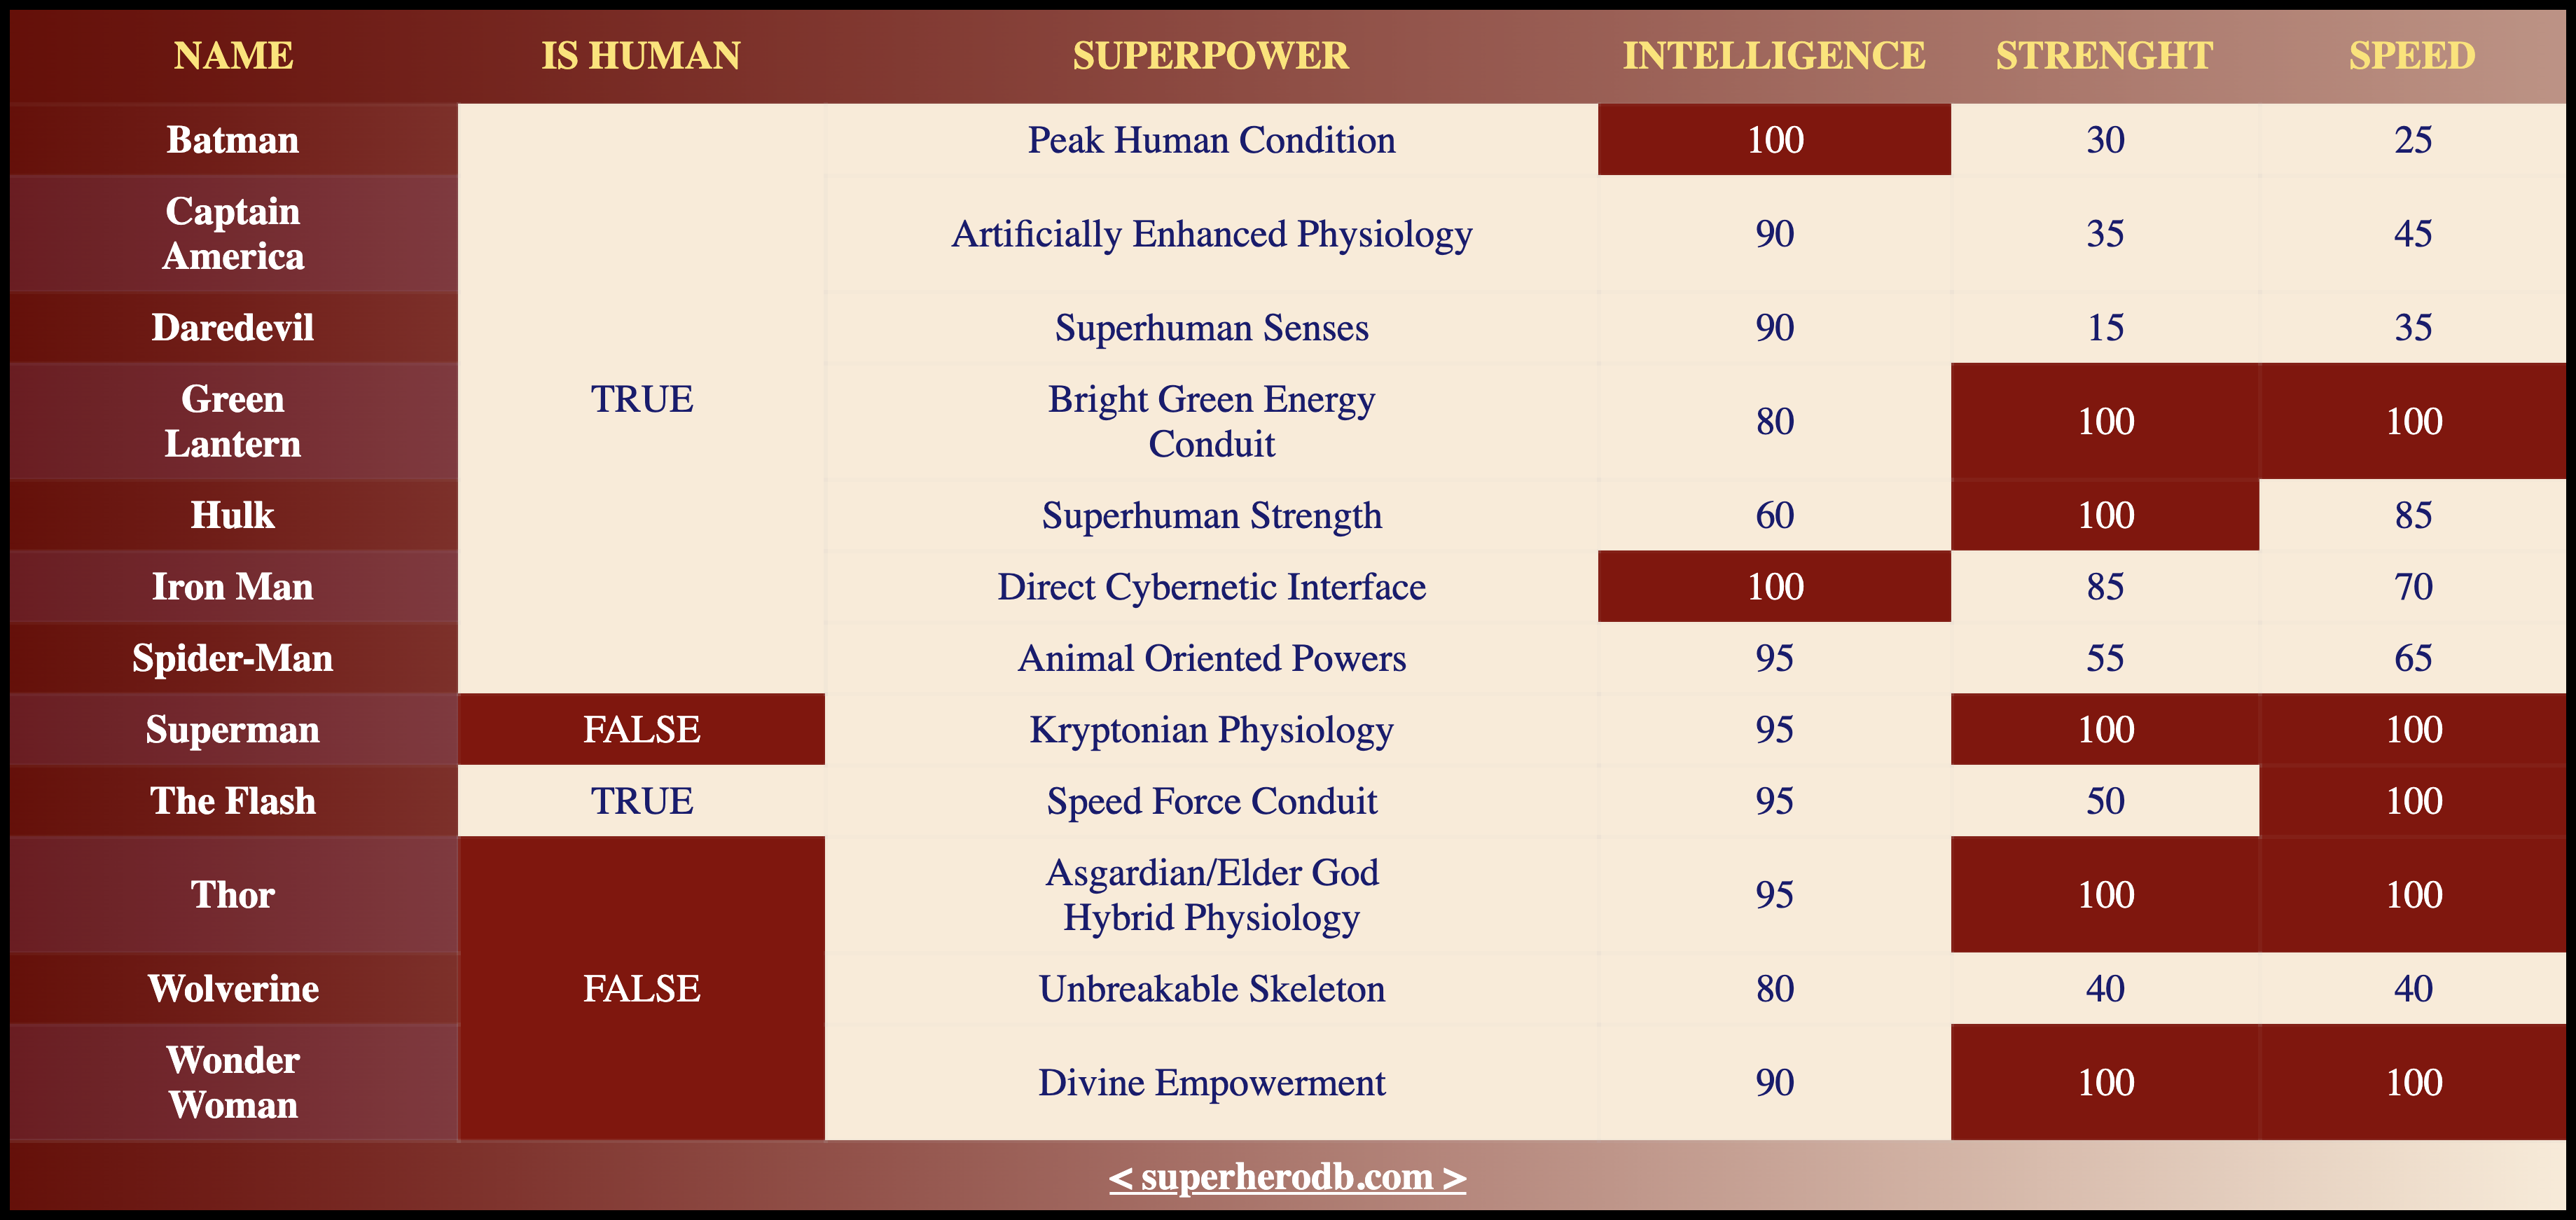 NAME IS HUMAN SUPERPOWER INTELLIGENCE STRENGHT SPEED
Batman Peak Human Condition 100 30 25
Captain
America
Artificially Enhanced Physiology 90 35 45
Daredevil Superhuman Senses 90 15 35
TRUE
Green
Lantern
Bright Green Energy
Conduit
80 100 100
Hulk Superhuman Strength 60 100 85
Iron Man Direct Cybernetic Interface 100 85 70
Spider-Man Animal Oriented Powers 95 55 65
Superman FALSE Kryptonian Physiology 95 100 100
The Flash TRUE Speed Force Conduit 95 50 100
Thor
Asgardian/Elder God
Hybrid Physiology
95 100 100
Wolverine FALSE Unbreakable Skeleton 80 40 40
Wonder
Woman
Divine Empowerment 90 100 100
< superherodb.com >